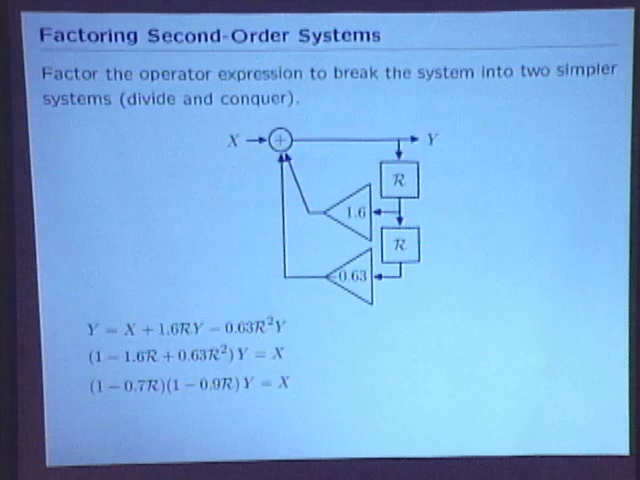 Factoring Second-Order Systems
Factor the operator expression to break the system into two simpler
systems (divide and conquer).
X + Y
R
1.6
R
−0.63
Y = X + 1.6RY − 0.63R²Y
(1 − 1.6R + 0.63R²)Y = X
(1 − 0.7R)(1 − 0.9R)Y = X